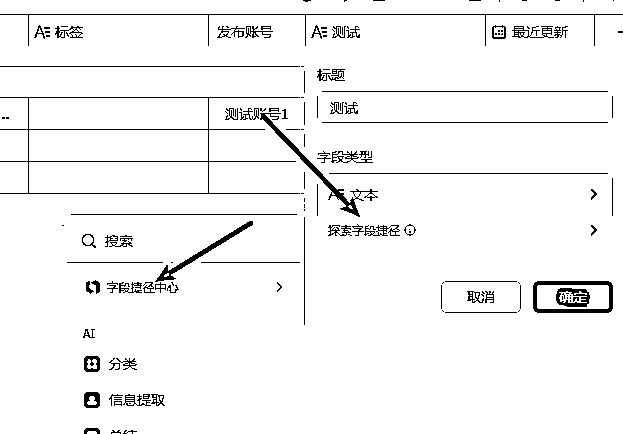 标签 发布账号 测试 最近更新
标题
测试
测试账号1
字段类型
文本
探索字段捷径
搜索
字段捷径中心
取消 确定
AI
分类
信息提取
总结